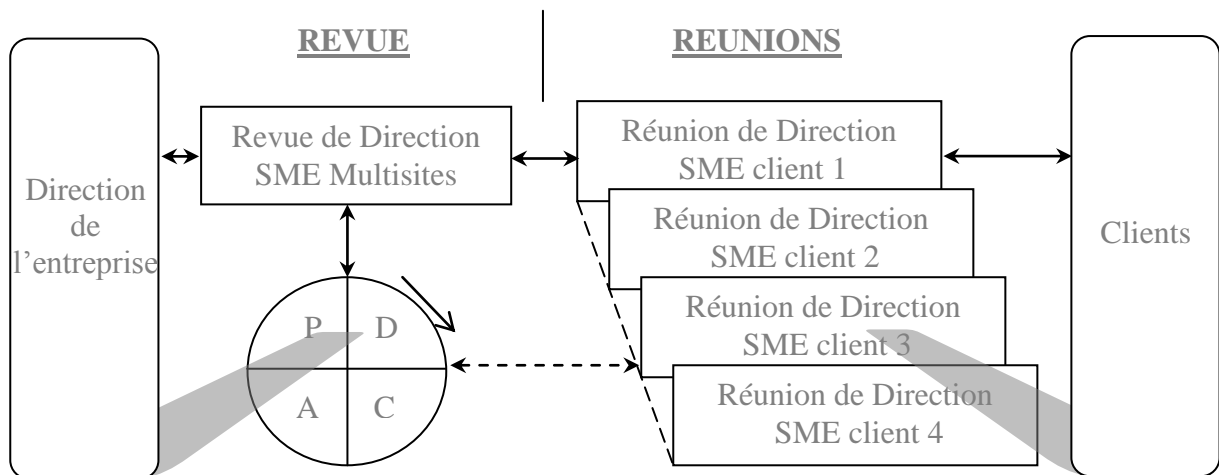 REVUE
REUNIONS
Direction
de
l’entreprise
Revue de Direction
SME Multisites
P
D
A
C
Réunion de Direction
SME client 1
Réunion de Direction
SME client 2
Réunion de Direction
SME client 3
Réunion de Direction
SME client 4
Clients